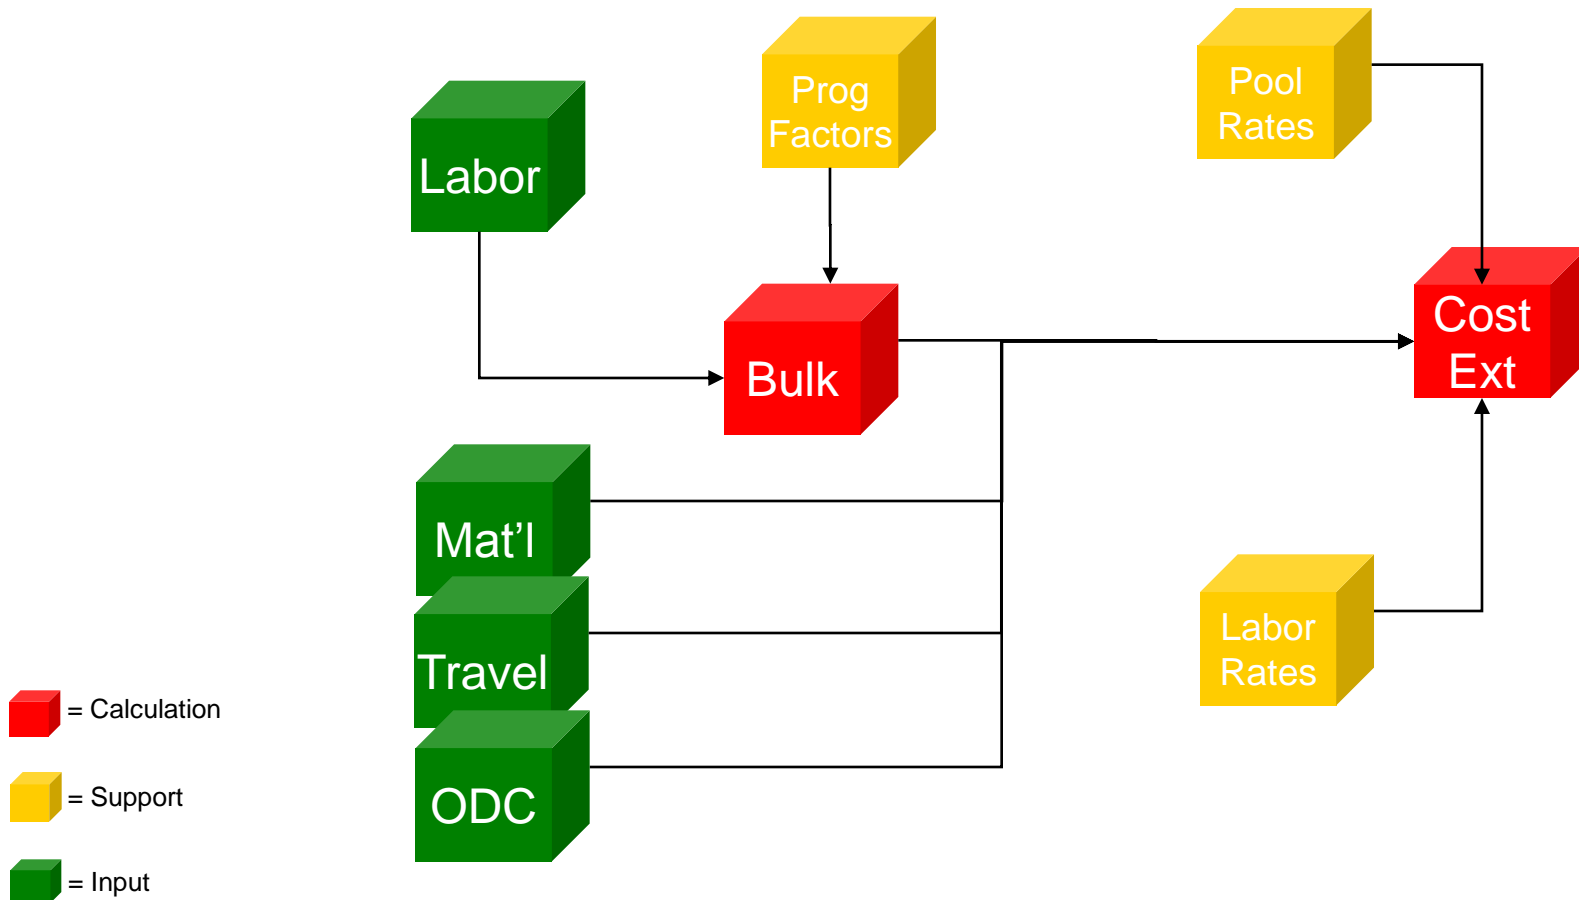 Prog
Factors
Pool
Rates
Labor
Cost
Ext
Bulk
Mat’l
Travel
ODC
Labor
Rates
= Calculation
= Support
= Input